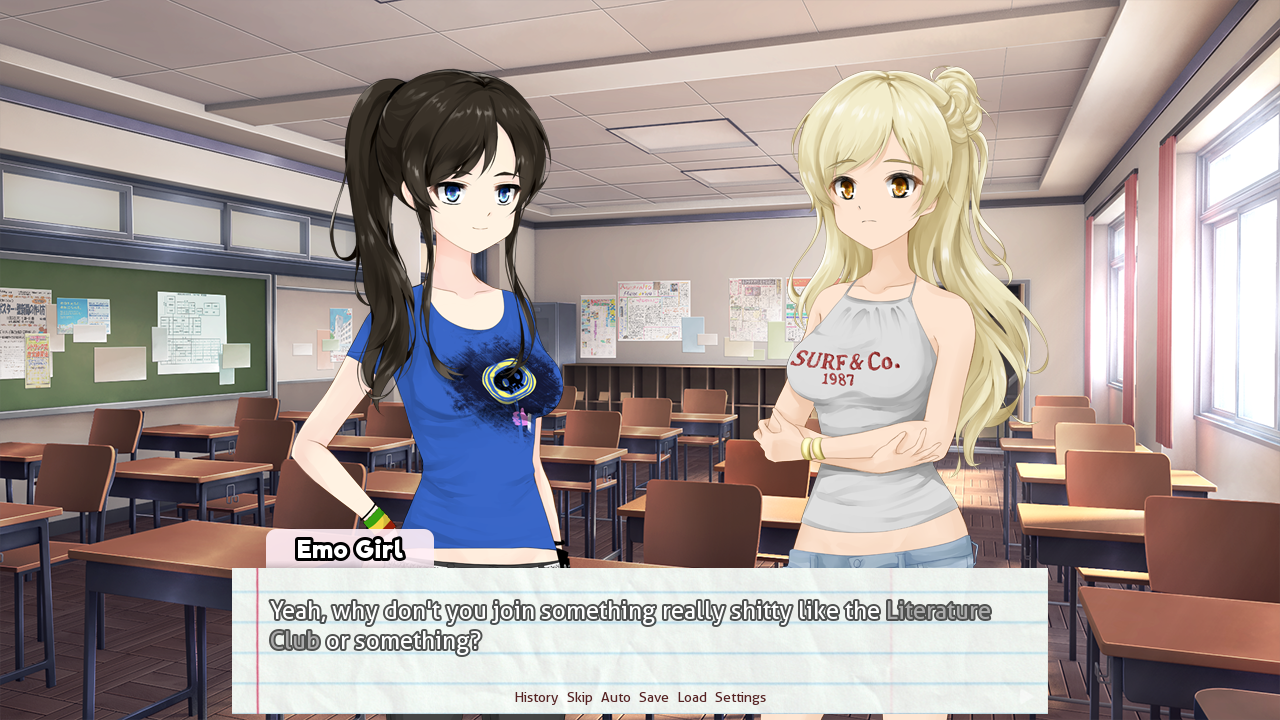 SURF & Co.
1987
Emo Girl
Yeah, why don't you join something really shitty like the Literature
Club or something?
History Skip Auto Save Load Settings